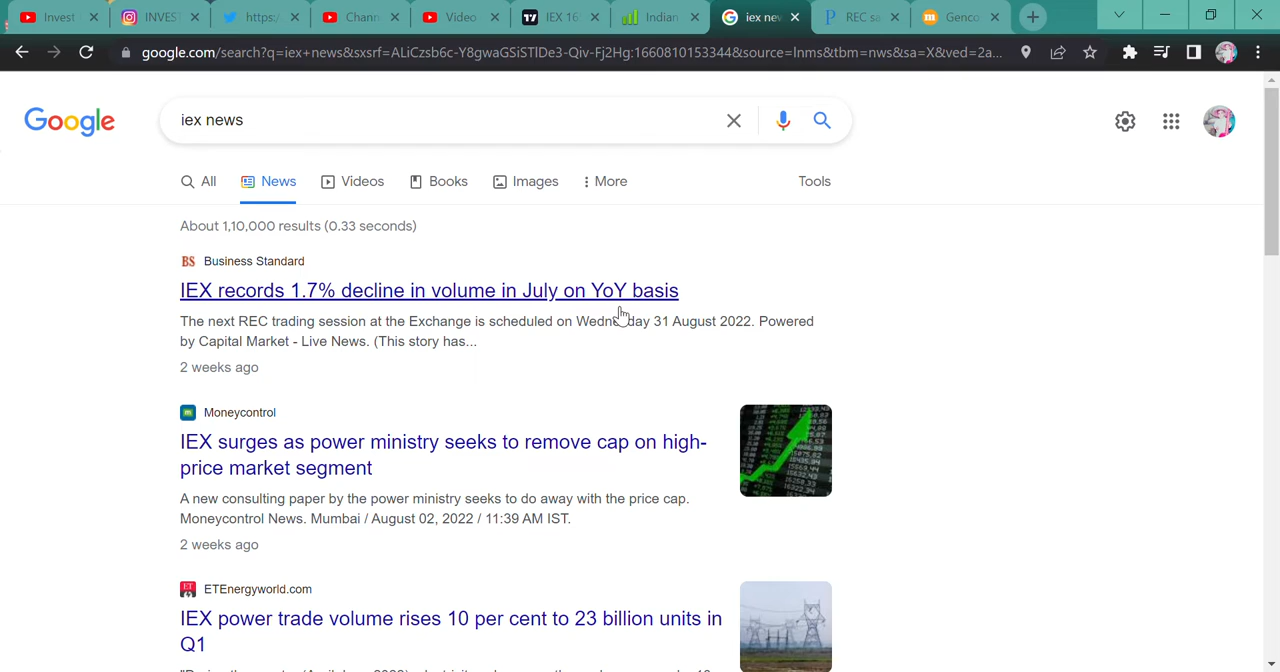 Invest
INVES
https:/
Chann
Video
IEX 16
Indian
iex nev
REC sa
Genco
google.com/search?q=iex+news&sxsrf=ALiCzsb6c-Y8gwaGSiSTIDe3-Qiv-Fj2Hg:1660810153344&source=lnms&tbm=nws&sa=X&ved=2a...
Google
iex news
All
News
Videos
Books
Images
More
Tools
About 1,10,000 results (0.33 seconds)
BS Business Standard
IEX records 1.7% decline in volume in July on YoY basis
The next REC trading session at the Exchange is scheduled on Wednesday 31 August 2022. Powered
by Capital Market - Live News. (This story has...
2 weeks ago
m Moneycontrol
IEX surges as power ministry seeks to remove cap on high-
price market segment
A new consulting paper by the power ministry seeks to do away with the price cap.
Moneycontrol News. Mumbai / August 02, 2022 / 11:39 AM IST.
2 weeks ago
ET ETEnergyworld.com
IEX power trade volume rises 10 per cent to 23 billion units in
Q1